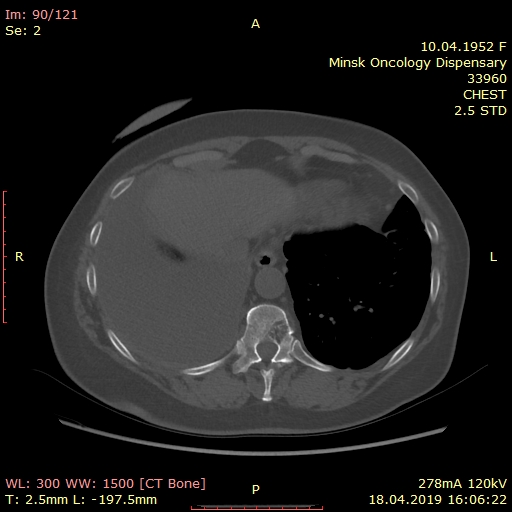 Im: 90/121
Se: 2
A
10.04.1952 F
Minsk Oncology Dispensary
33960
CHEST
2.5 STD
R
L
WL: 300 WW: 1500 [CT Bone]
T: 2.5mm L: -197.5mm
P
278mA 120kV
18.04.2019 16:06:22